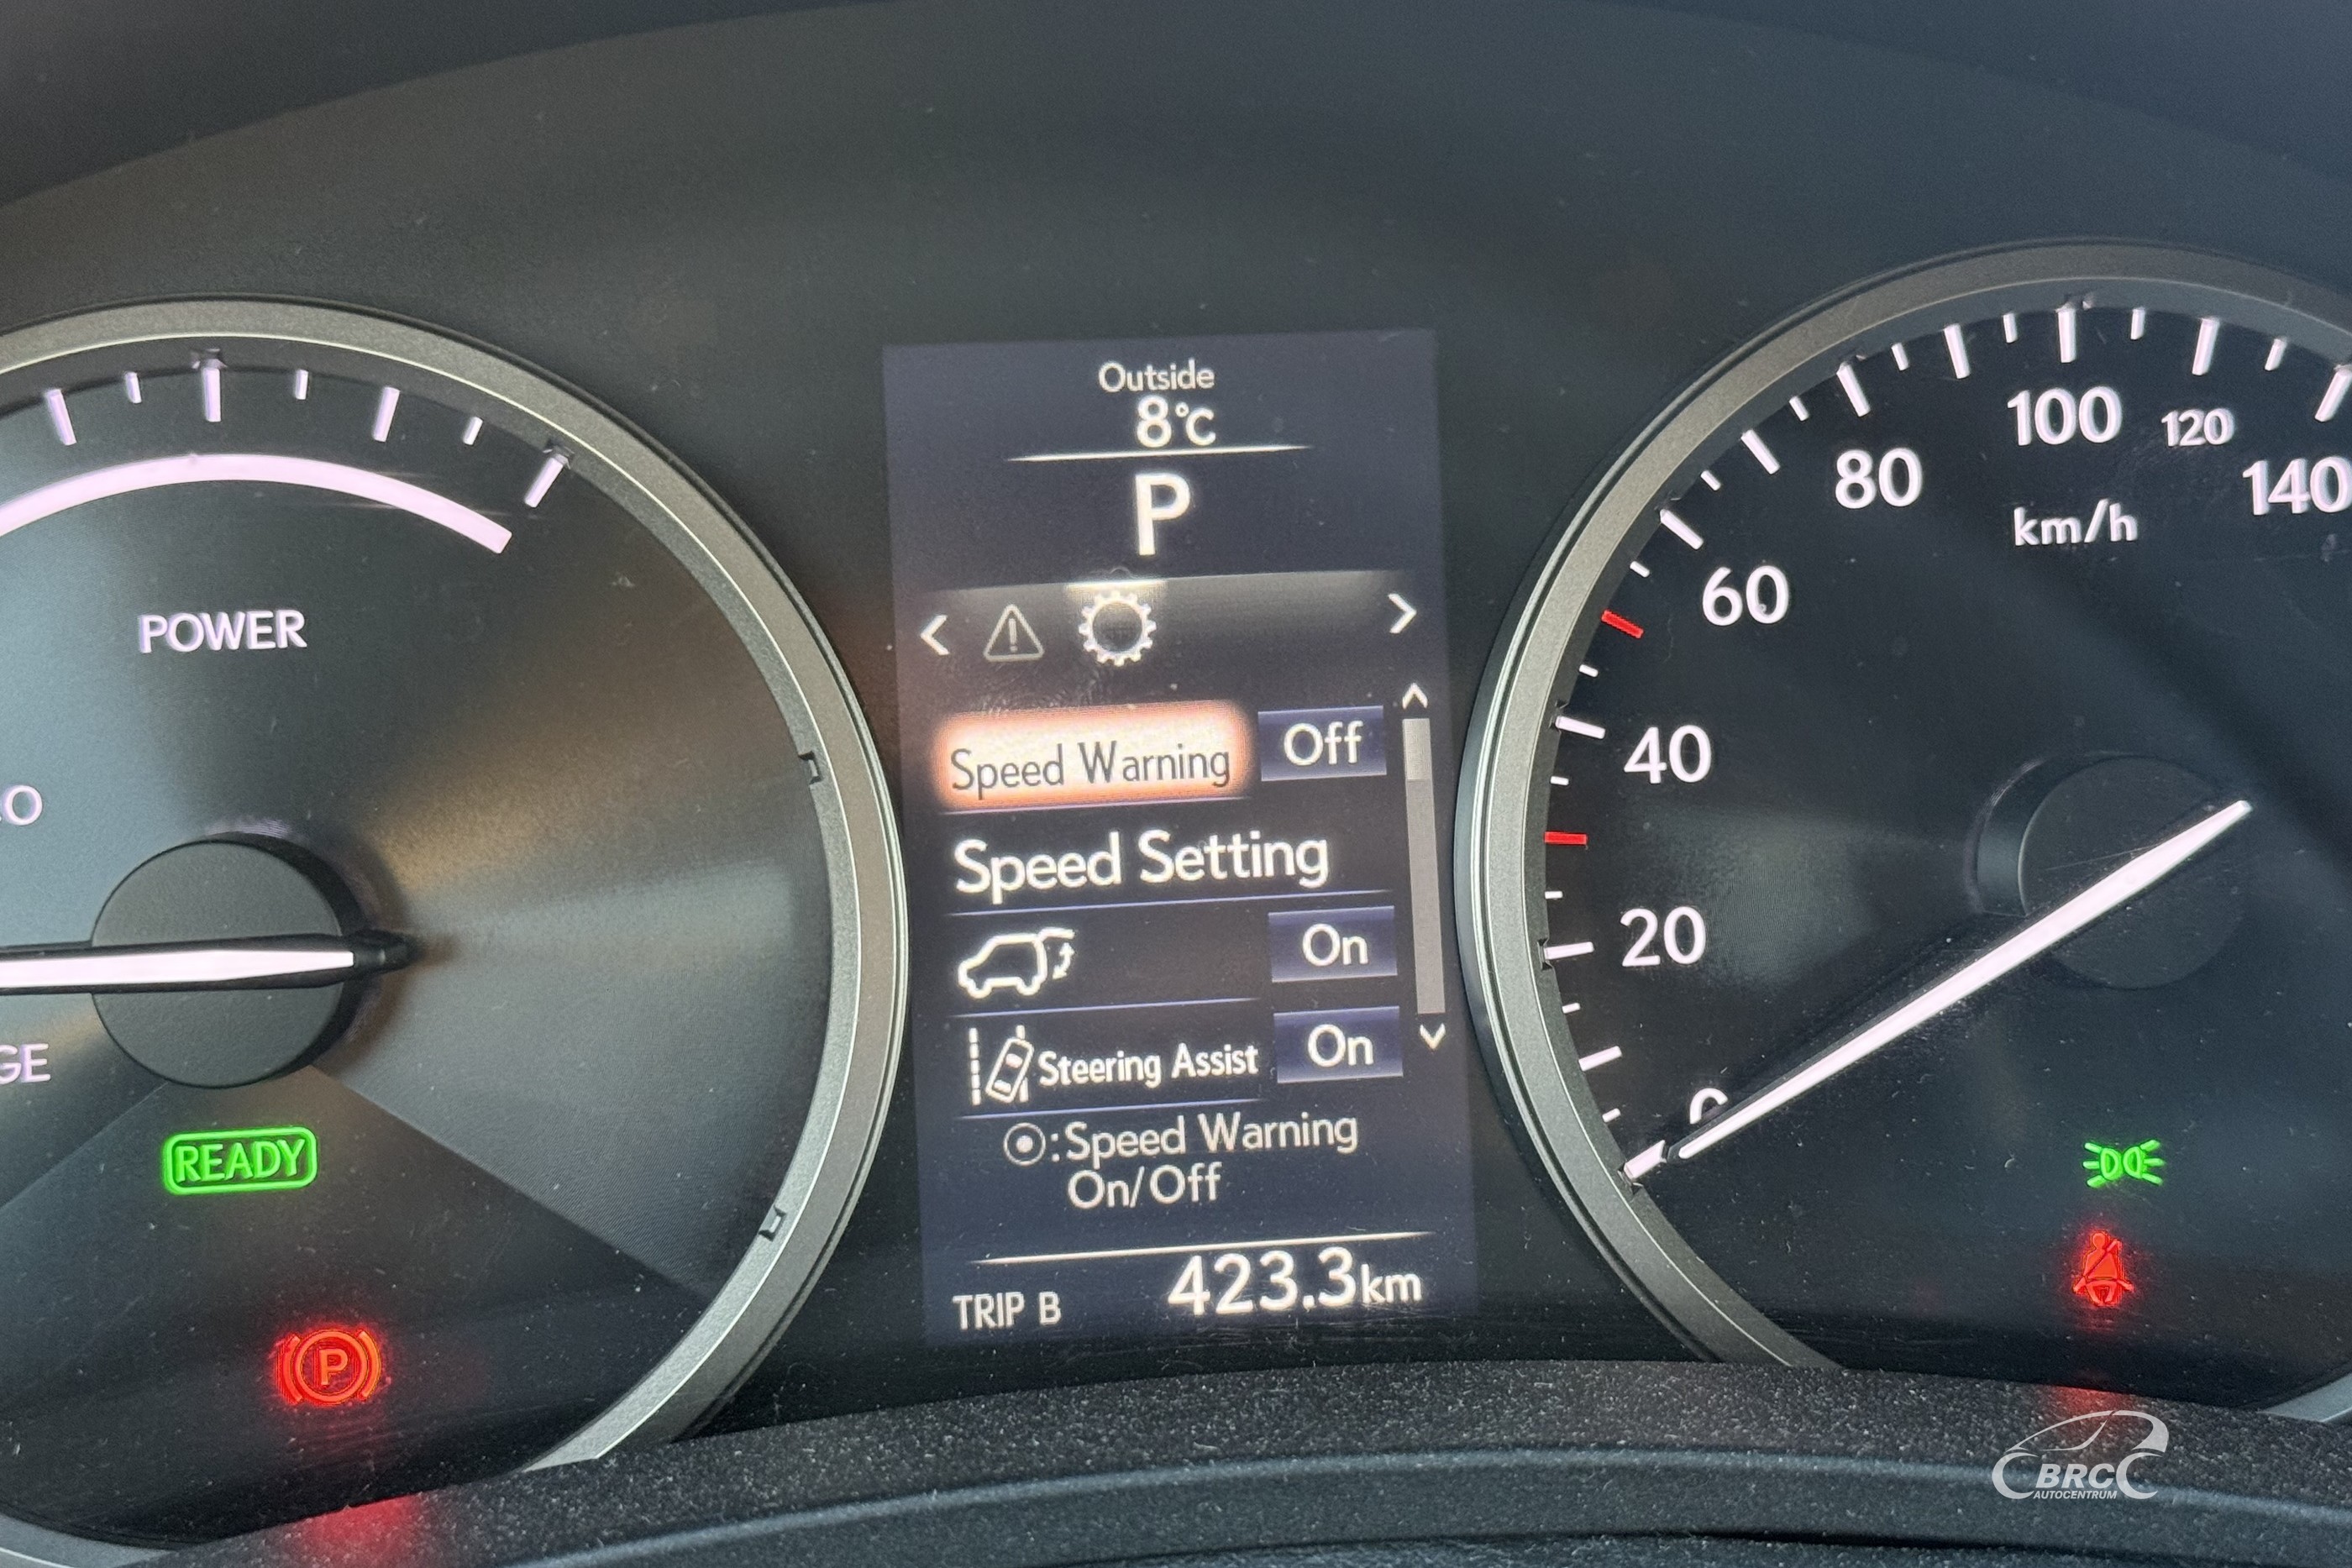 Outside
8°C
P
Speed Warning Off
Speed Setting
On
Steering Assist On
⦿:Speed Warning
On/Off
TRIP B 423.3km
POWER
READY
P
0
20
40
60
80
100
120
140
km/h
BRC
AUTOCENTRUM